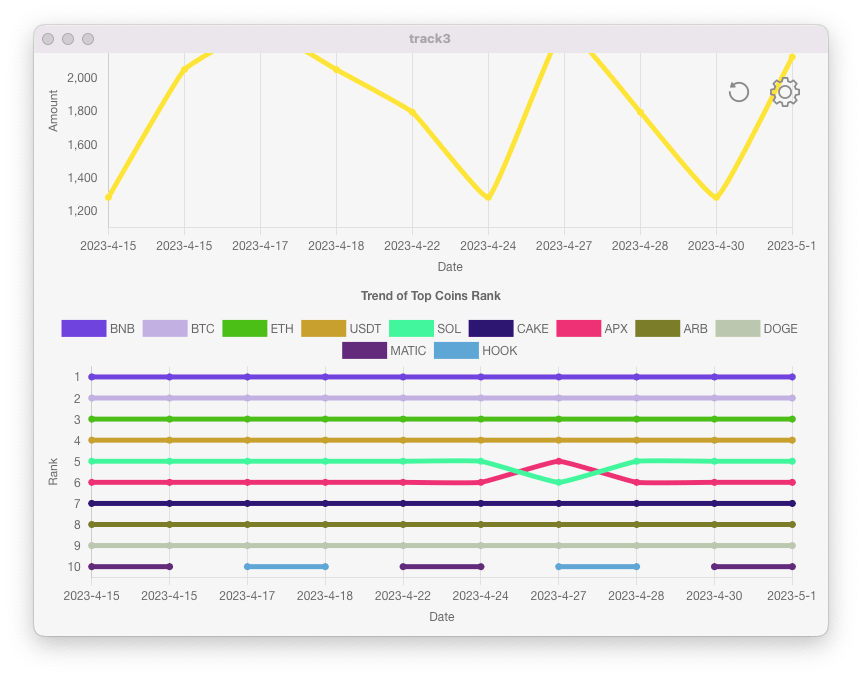 track3
2,000
1,800
1,600
1,400
1,200
Amount
2023-4-15 2023-4-15 2023-4-17 2023-4-18 2023-4-22 2023-4-24 2023-4-27 2023-4-28 2023-4-30 2023-5-1
Date
Trend of Top Coins Rank
BNB BTC ETH USDT SOL CAKE APX ARB DOGE
MATIC HOOK
1
2
3
4
5
6
7
8
9
10
Rank
2023-4-15 2023-4-15 2023-4-17 2023-4-18 2023-4-22 2023-4-24 2023-4-27 2023-4-28 2023-4-30 2023-5-1
Date